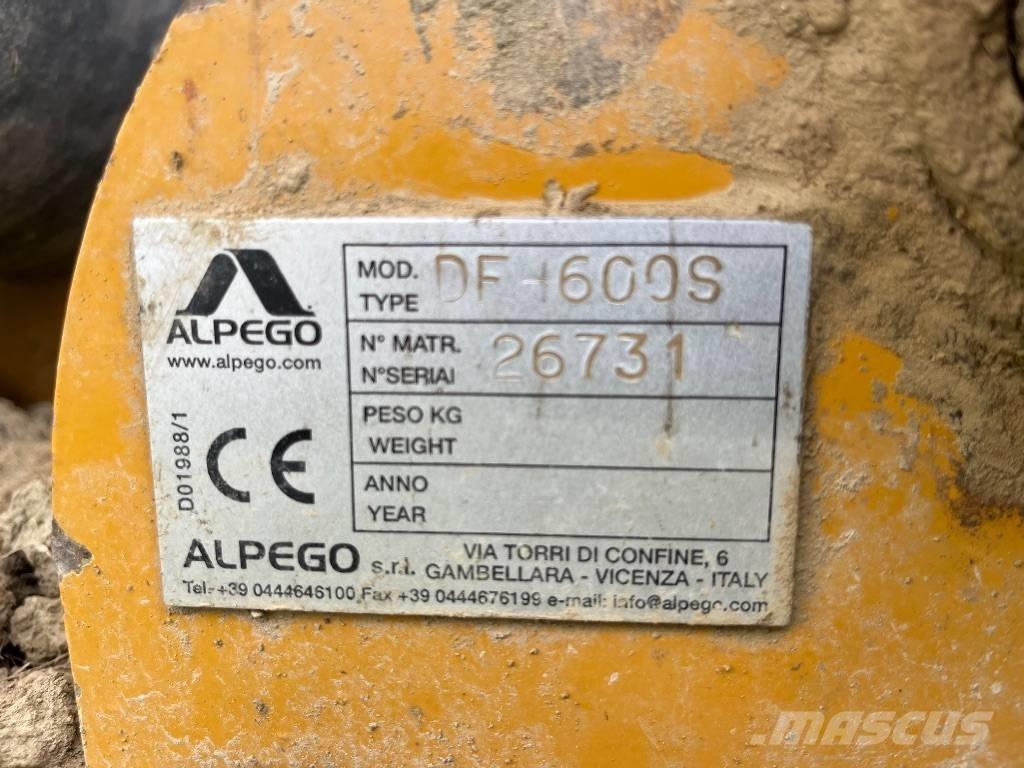 ALPEGO
www.alpego.com
MOD. TYPE DF-600S
N° MATR. N°SERIAI 26731
PESO KG
WEIGHT
ANNO
YEAR
D01988/1
CE
ALPEGO s.r.l. VIA TORRI DI CONFINE, 6
GAMBELLARA - VICENZA - ITALY
Tel. +39 0444646100 Fax +39 0444676199 e-mail: info@alpego.com
MASCUS